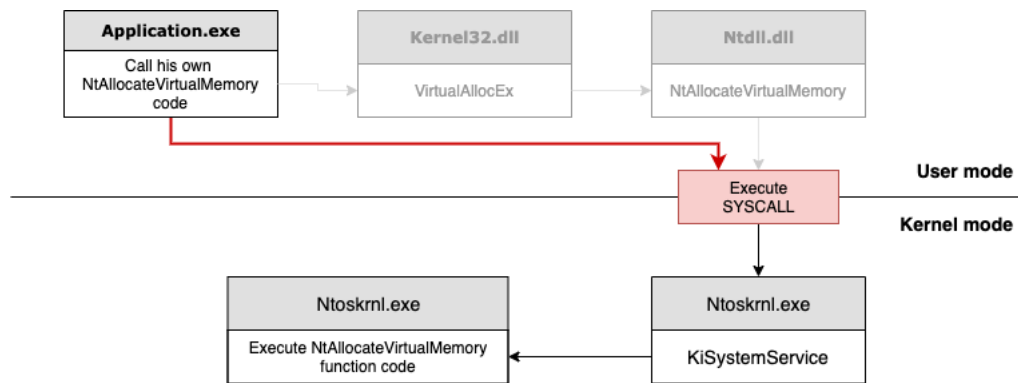 Application.exe
Call his own
NtAllocateVirtualMemory
code
Kernel32.dll
VirtualAllocEx
Ntdll.dll
NtAllocateVirtualMemory
User mode
Execute
SYSCALL
Kernel mode
Ntoskrnl.exe
Execute NtAllocateVirtualMemory
function code
Ntoskrnl.exe
KiSystemService